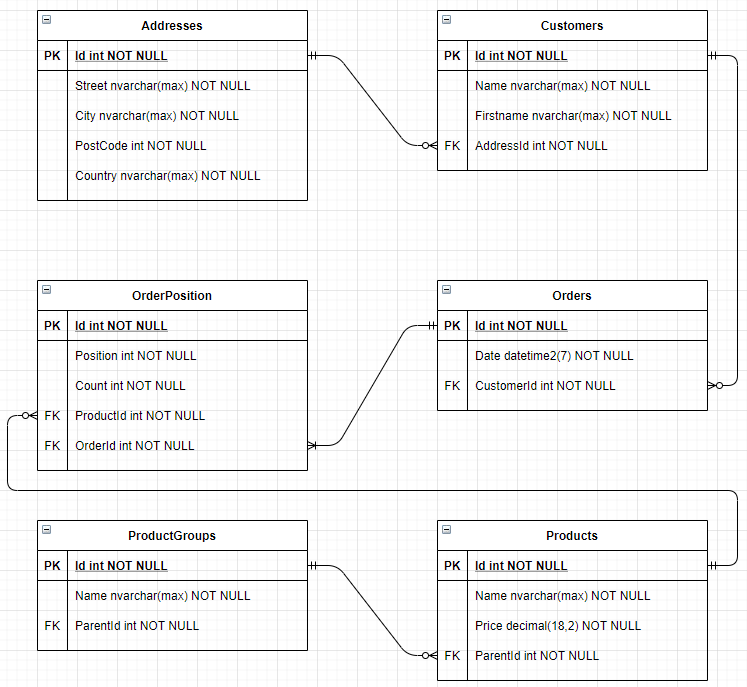 Addresses
PK Id int NOT NULL
Street nvarchar(max) NOT NULL
City nvarchar(max) NOT NULL
PostCode int NOT NULL
Country nvarchar(max) NOT NULL
Customers
PK Id int NOT NULL
Name nvarchar(max) NOT NULL
Firstname nvarchar(max) NOT NULL
FK AddressId int NOT NULL
OrderPosition
PK Id int NOT NULL
Position int NOT NULL
Count int NOT NULL
FK ProductId int NOT NULL
FK OrderId int NOT NULL
Orders
PK Id int NOT NULL
Date datetime2(7) NOT NULL
FK CustomerId int NOT NULL
ProductGroups
PK Id int NOT NULL
Name nvarchar(max) NOT NULL
FK ParentId int NOT NULL
Products
PK Id int NOT NULL
Name nvarchar(max) NOT NULL
Price decimal(18,2) NOT NULL
FK ParentId int NOT NULL